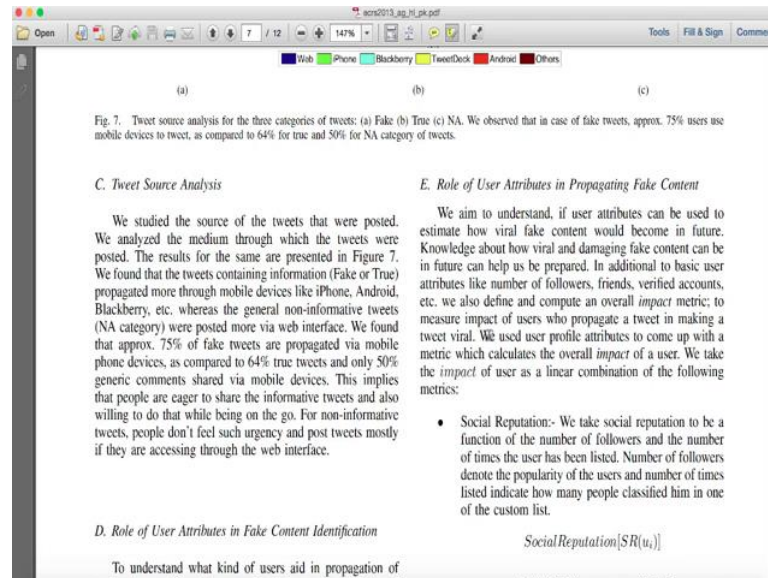 ecrs2013_ag_hl_pk.pdf
Open
7
/ 12
147%
Tools
Fill & Sign
Comme
Web
iPhone
Blackberry
TweetDeck
Android
Others
(a)
(b)
(c)
Fig. 7. Tweet source analysis for the three categories of tweets: (a) Fake (b) True (c) NA. We observed that in case of fake tweets, approx. 75% users use
mobile devices to tweet, as compared to 64% for true and 50% for NA category of tweets.
C. Tweet Source Analysis
We studied the source of the tweets that were posted.
We analyzed the medium through which the tweets were
posted. The results for the same are presented in Figure 7.
We found that the tweets containing information (Fake or True)
propagated more through mobile devices like iPhone, Android,
Blackberry, etc. whereas the general non-informative tweets
(NA category) were posted more via web interface. We found
that approx. 75% of fake tweets are propagated via mobile
phone devices, as compared to 64% true tweets and only 50%
generic comments shared via mobile devices. This implies
that people are eager to share the informative tweets and also
willing to do that while being on the go. For non-informative
tweets, people don't feel such urgency and post tweets mostly
if they are accessing through the web interface.
D. Role of User Attributes in Fake Content Identification
To understand what kind of users aid in propagation of
E. Role of User Attributes in Propagating Fake Content
We aim to understand, if user attributes can be used to
estimate how viral fake content would become in future.
Knowledge about how viral and damaging fake content can be
in future can help us be prepared. In additional to basic user
attributes like number of followers, friends, verified accounts,
etc. we also define and compute an overall impact metric; to
measure impact of users who propagate a tweet in making a
tweet viral. We used user profile attributes to come up with a
metric which calculates the overall impact of a user. We take
the impact of user as a linear combination of the following
metrics:
• Social Reputation:- We take social reputation to be a
function of the number of followers and the number
of times the user has been listed. Number of followers
denote the popularity of the users and number of times
listed indicate how many people classified him in one
of the custom list.
SocialReputation[SR(u_i)]